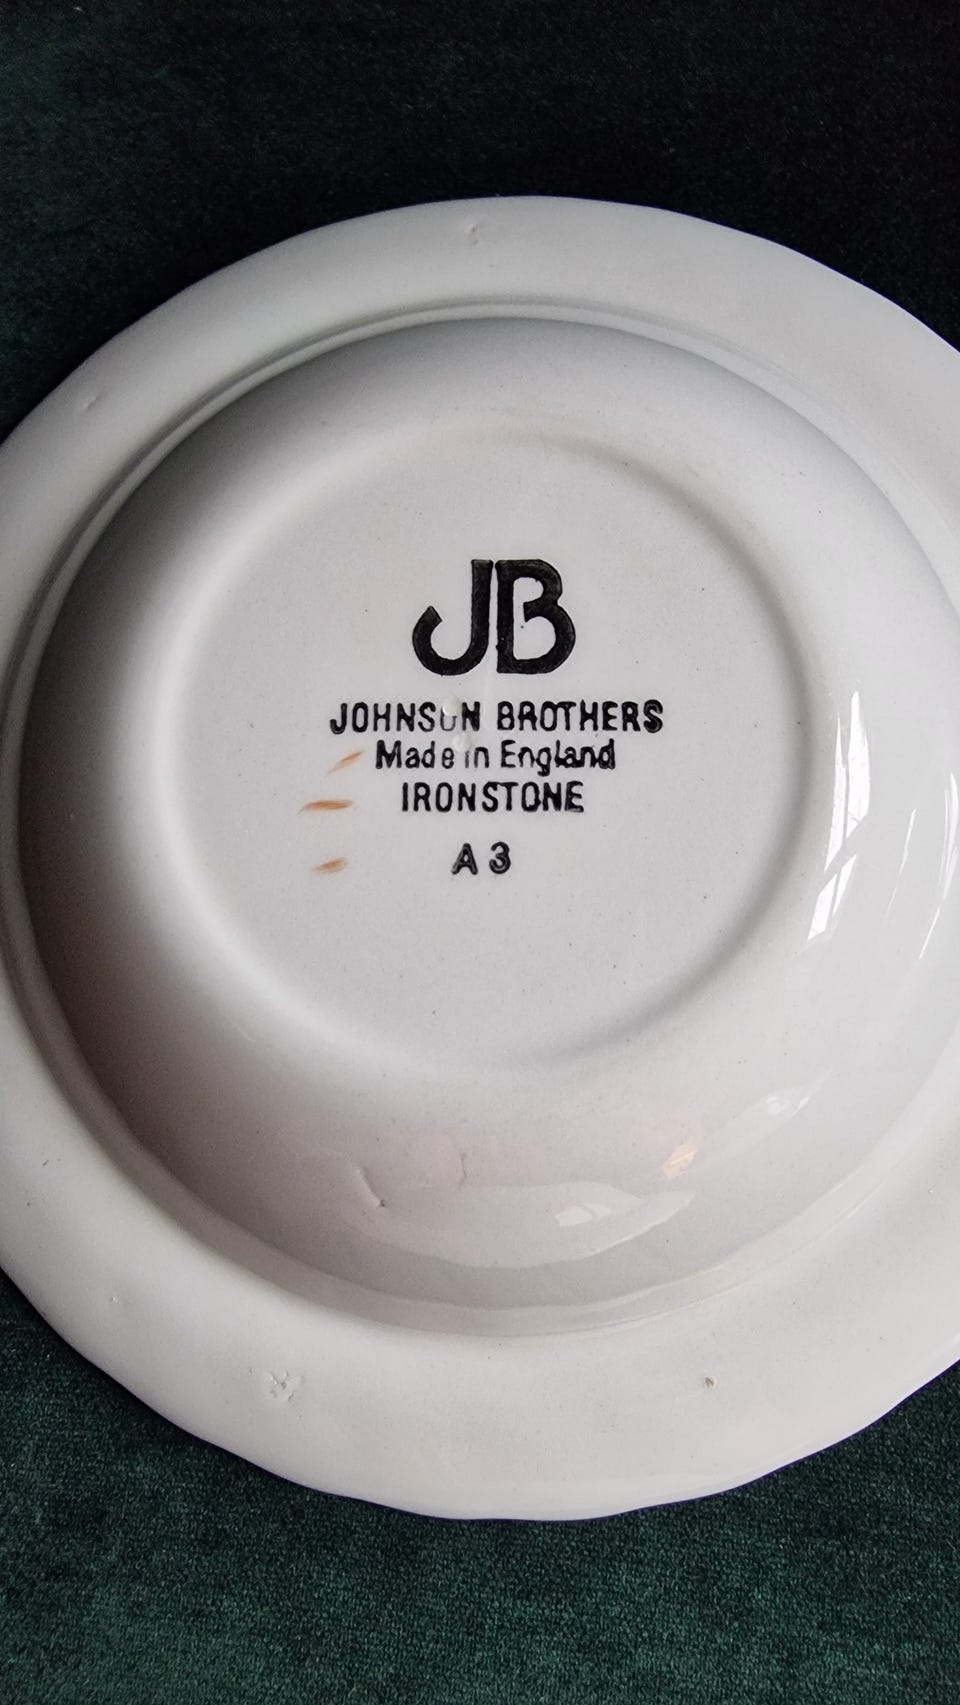 JB
JOHNSON BROTHERS
Made in England
IRONSTONE
A 3